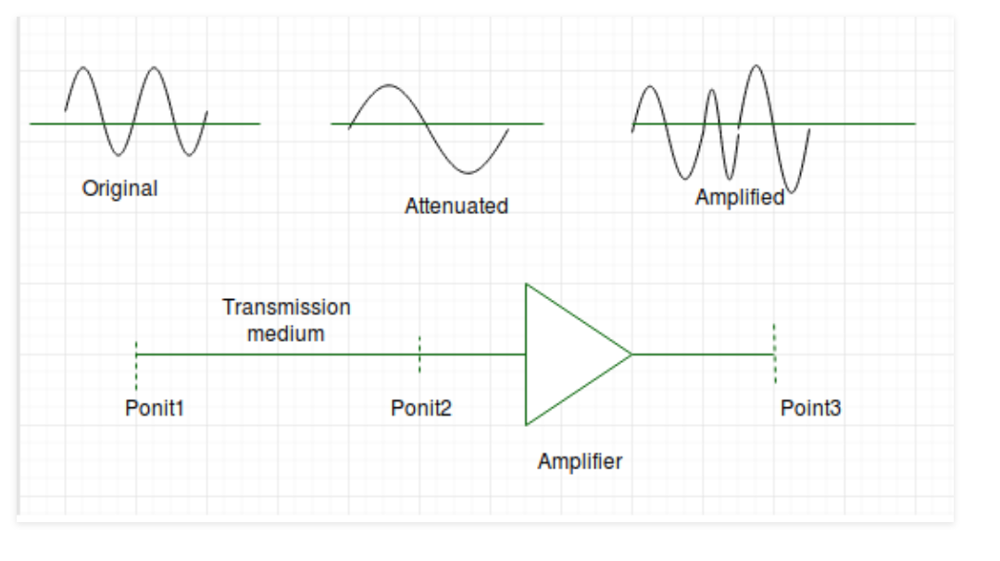 Original
Attenuated
Amplified
Transmission
medium
Ponit1
Ponit2
Point3
Amplifier